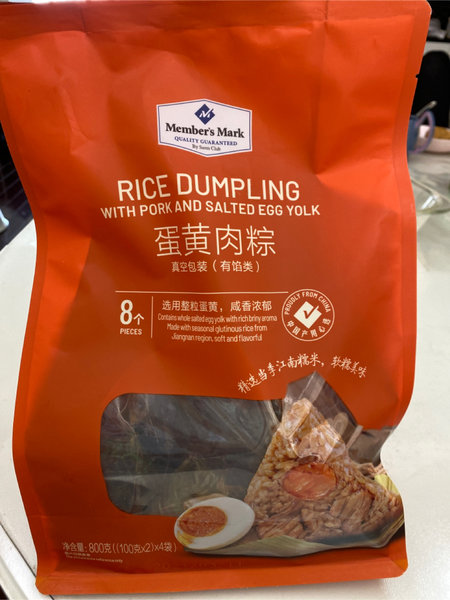 Member's Mark
QUALITY GUARANTEED
By Sam's Club
RICE DUMPLING
WITH PORK AND SALTED EGG YOLK
蛋黄肉粽
真空包装（有馅类）
8个
PIECES
选用整粒蛋黄，咸香浓郁
Contains whole salted egg yolk with rich briny aroma
Made with seasonal glutinous rice from
Jiangnan region, soft and flavorful
PROUDLY FROM CHINA
中国产用心造
精选当季江南糯米，软糯美味
净含量: 800克((100克x2)x4袋)